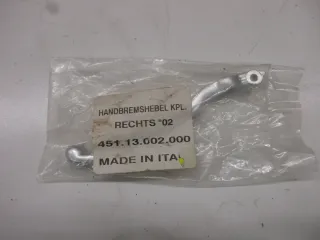 HANDBREMSHEBEL KPL.
RECHTS "02
451.13.002.000
MADE IN ITAL